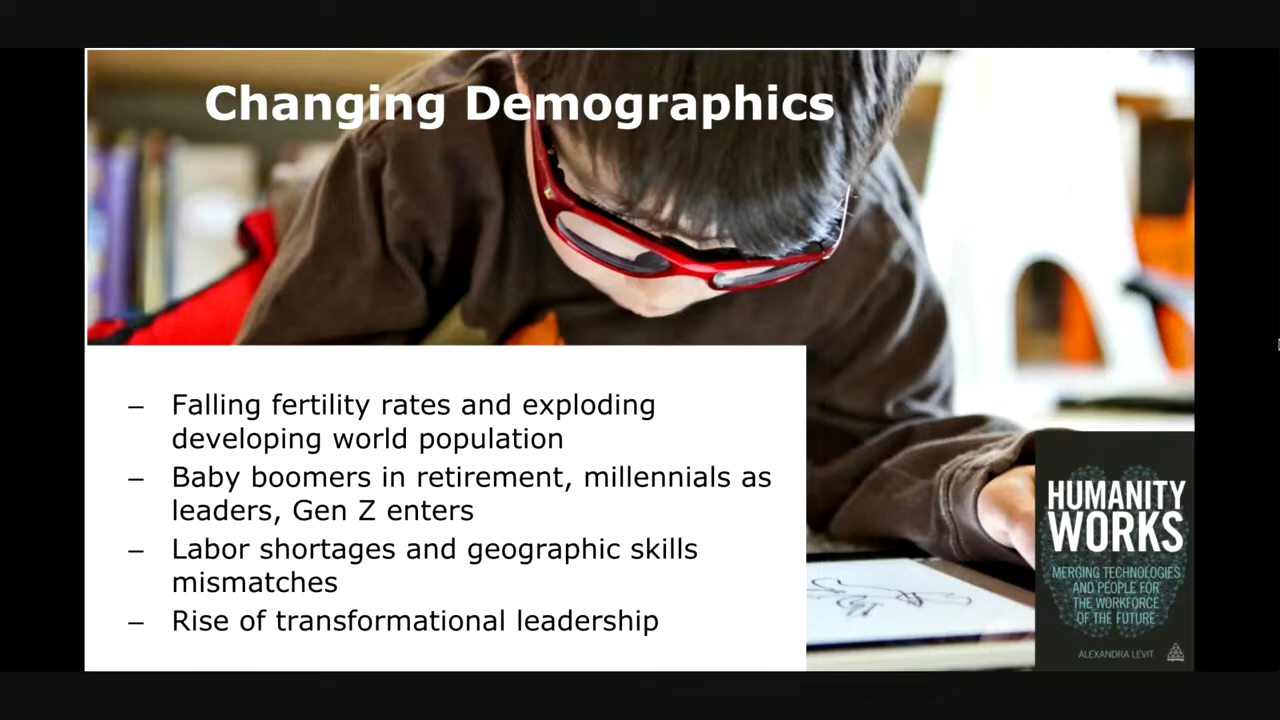 Changing Demographics
– Falling fertility rates and exploding
developing world population
– Baby boomers in retirement, millennials as
leaders, Gen Z enters
– Labor shortages and geographic skills
mismatches
– Rise of transformational leadership
HUMANITY
WORKS
MERGING TECHNOLOGIES
AND PEOPLE FOR
THE WORKFORCE
OF THE FUTURE
ALEXANDRA LEVIT